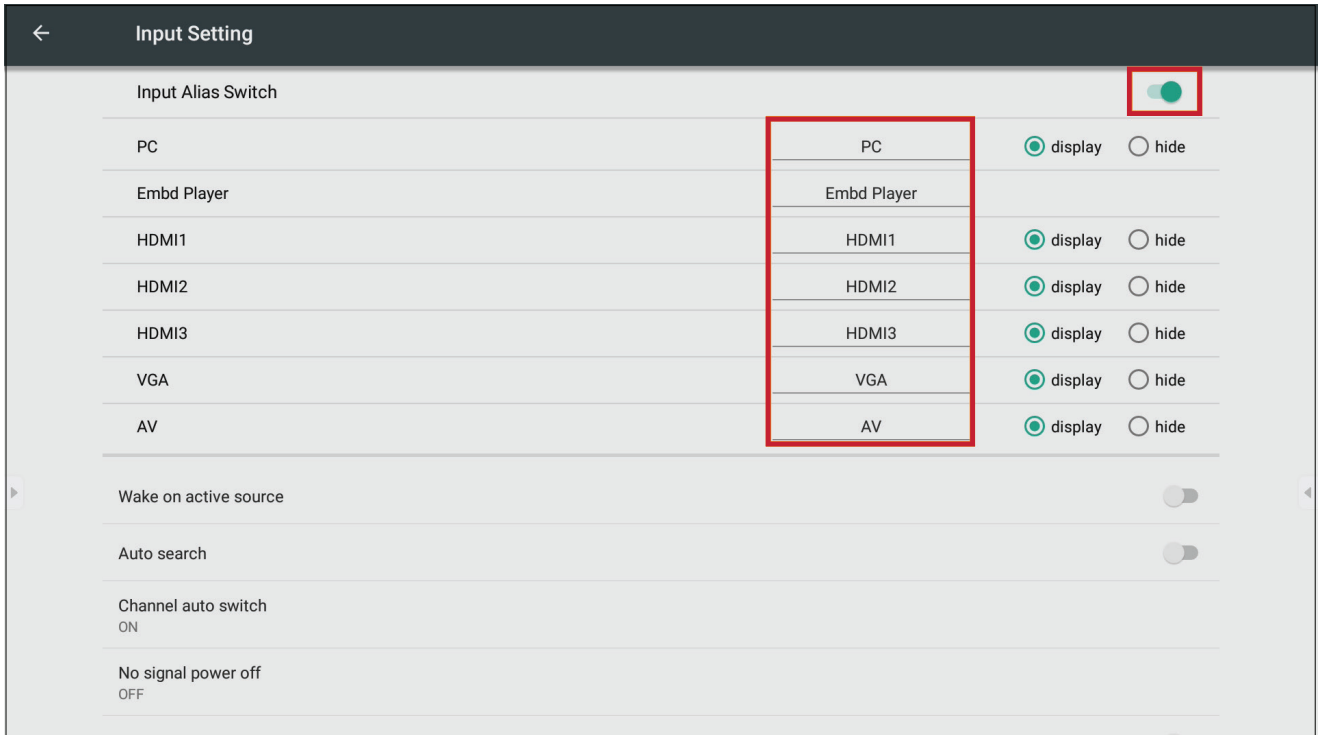 Input Setting
Input Alias Switch
PC PC display hide
Embd Player Embd Player
HDMI1 HDMI1 display hide
HDMI2 HDMI2 display hide
HDMI3 HDMI3 display hide
VGA VGA display hide
AV AV display hide
Wake on active source
Auto search
Channel auto switch
ON
No signal power off
OFF